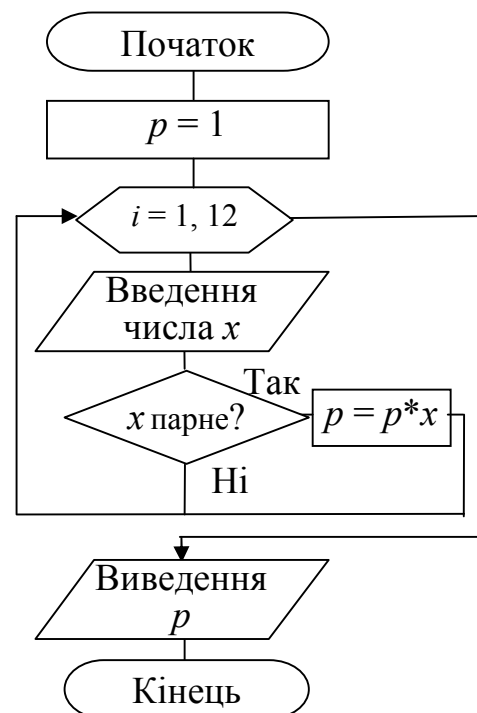 Початок
p = 1
i = 1, 12
Введення
числа x
Так
x парне?
p = p*x
Ні
Виведення
p
Кінець